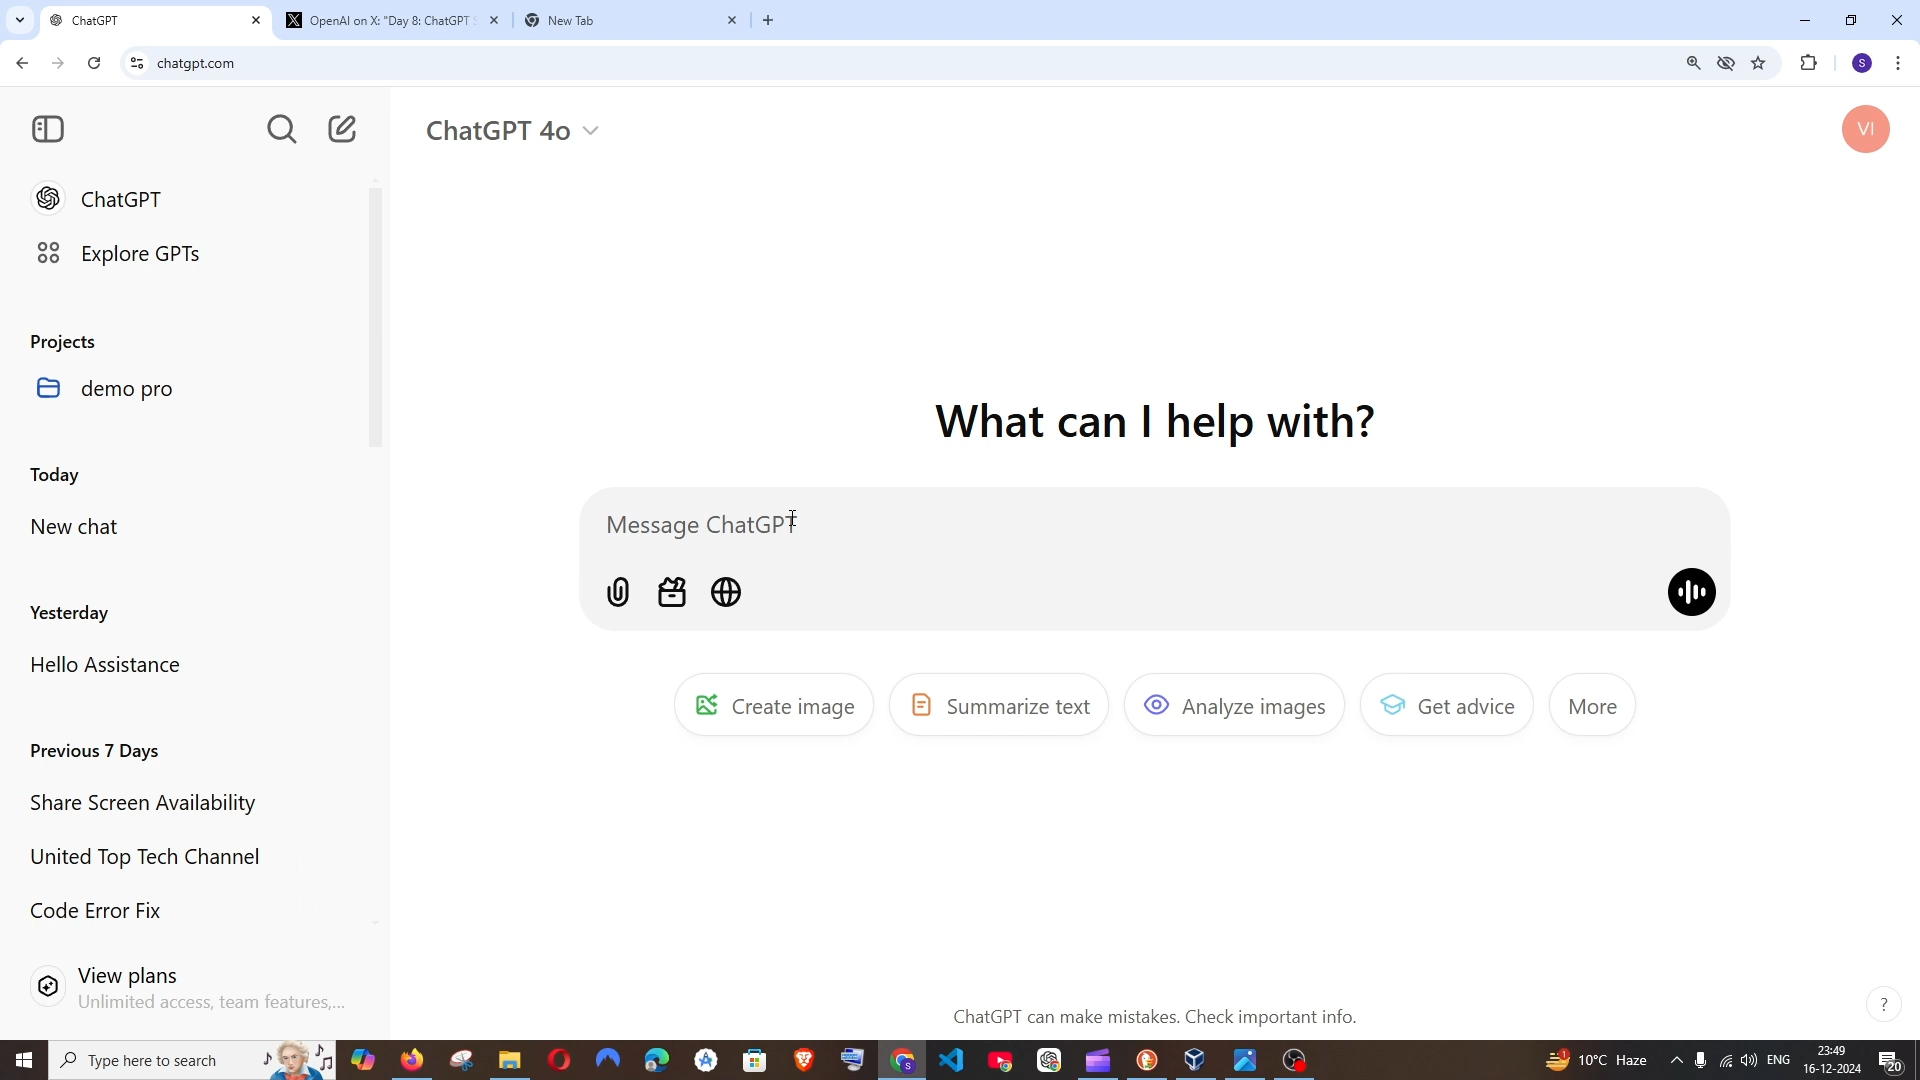 ChatGPT
OpenAI on X: "Day 8: ChatGPT S
New Tab
chatgpt.com
S
ChatGPT 4o
VI
ChatGPT
Explore GPTs
Projects
demo pro
Today
New chat
Yesterday
Hello Assistance
Previous 7 Days
Share Screen Availability
United Top Tech Channel
Code Error Fix
View plans
Unlimited access, team features,...
What can I help with?
Message ChatGPT
Create image
Summarize text
Analyze images
Get advice
More
ChatGPT can make mistakes. Check important info.
?
Type here to search
1
10°C Haze
ENG
23:49
16-12-2024
20